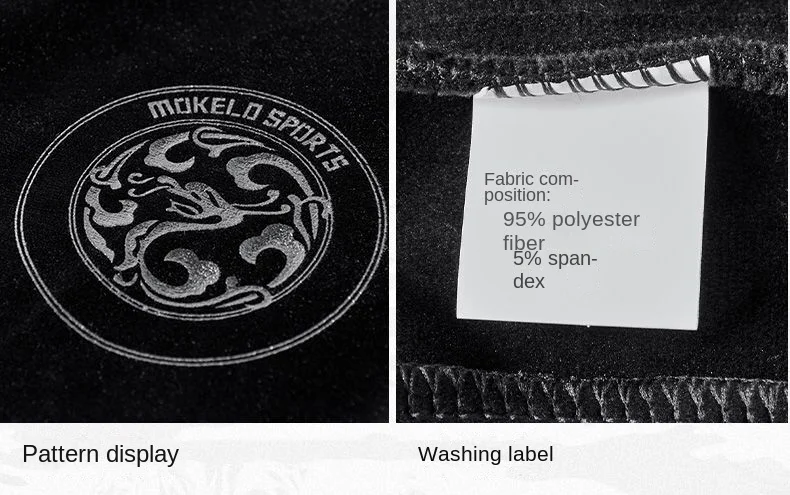 MOKELO SPORTS
Fabric com-
position:
95% polyester
fiber
5% span-
dex
Pattern display
Washing label